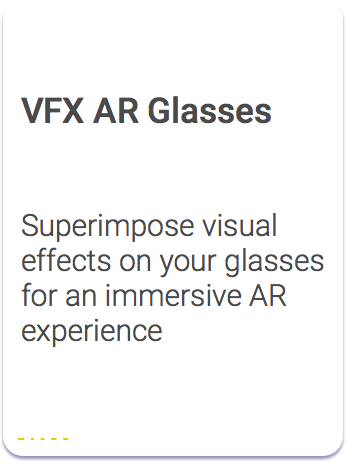 VFX AR Glasses
Superimpose visual
effects on your glasses
for an immersive AR
experience